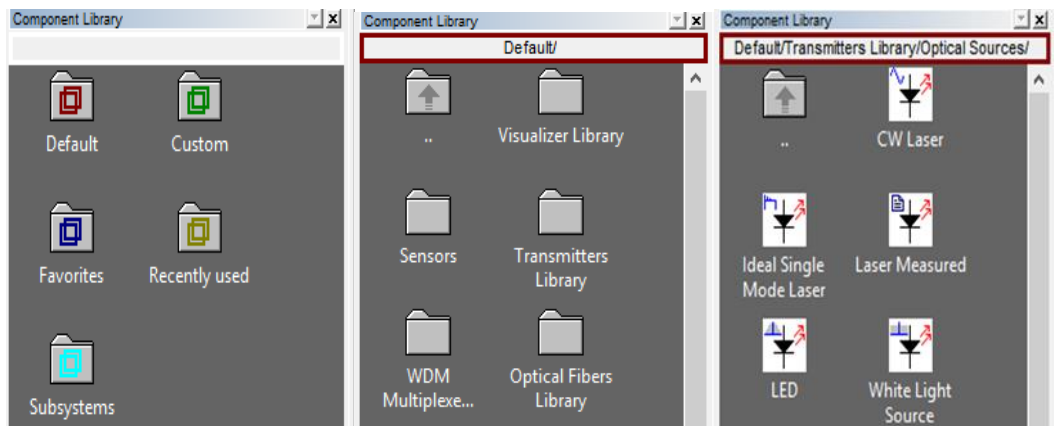 Component Library
Default
Custom
Favorites
Recently used
Subsystems
Component Library
Default/
..
Visualizer Library
Sensors
Transmitters
Library
WDM
Multiplexe...
Optical Fibers
Library
Component Library
Default/Transmitters Library/Optical Sources/
..
CW Laser
Ideal Single
Mode Laser
Laser Measured
LED
White Light
Source